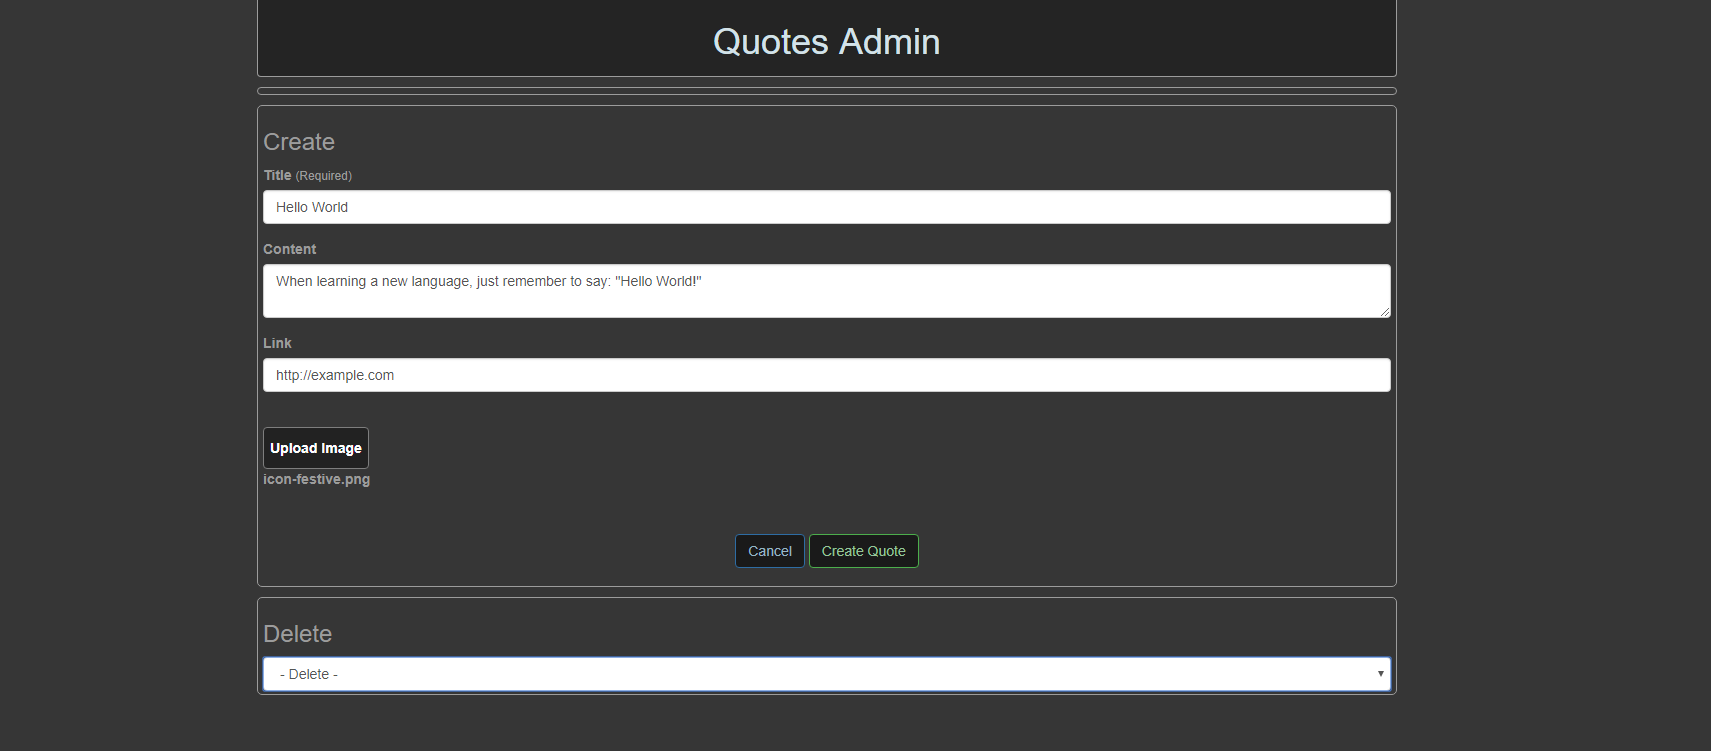 Quotes Admin
Create
Title (Required)
Hello World
Content
When learning a new language, just remember to say: "Hello World!"
Link
http://example.com
Upload Image
icon-festive.png
Cancel Create Quote
Delete
- Delete -